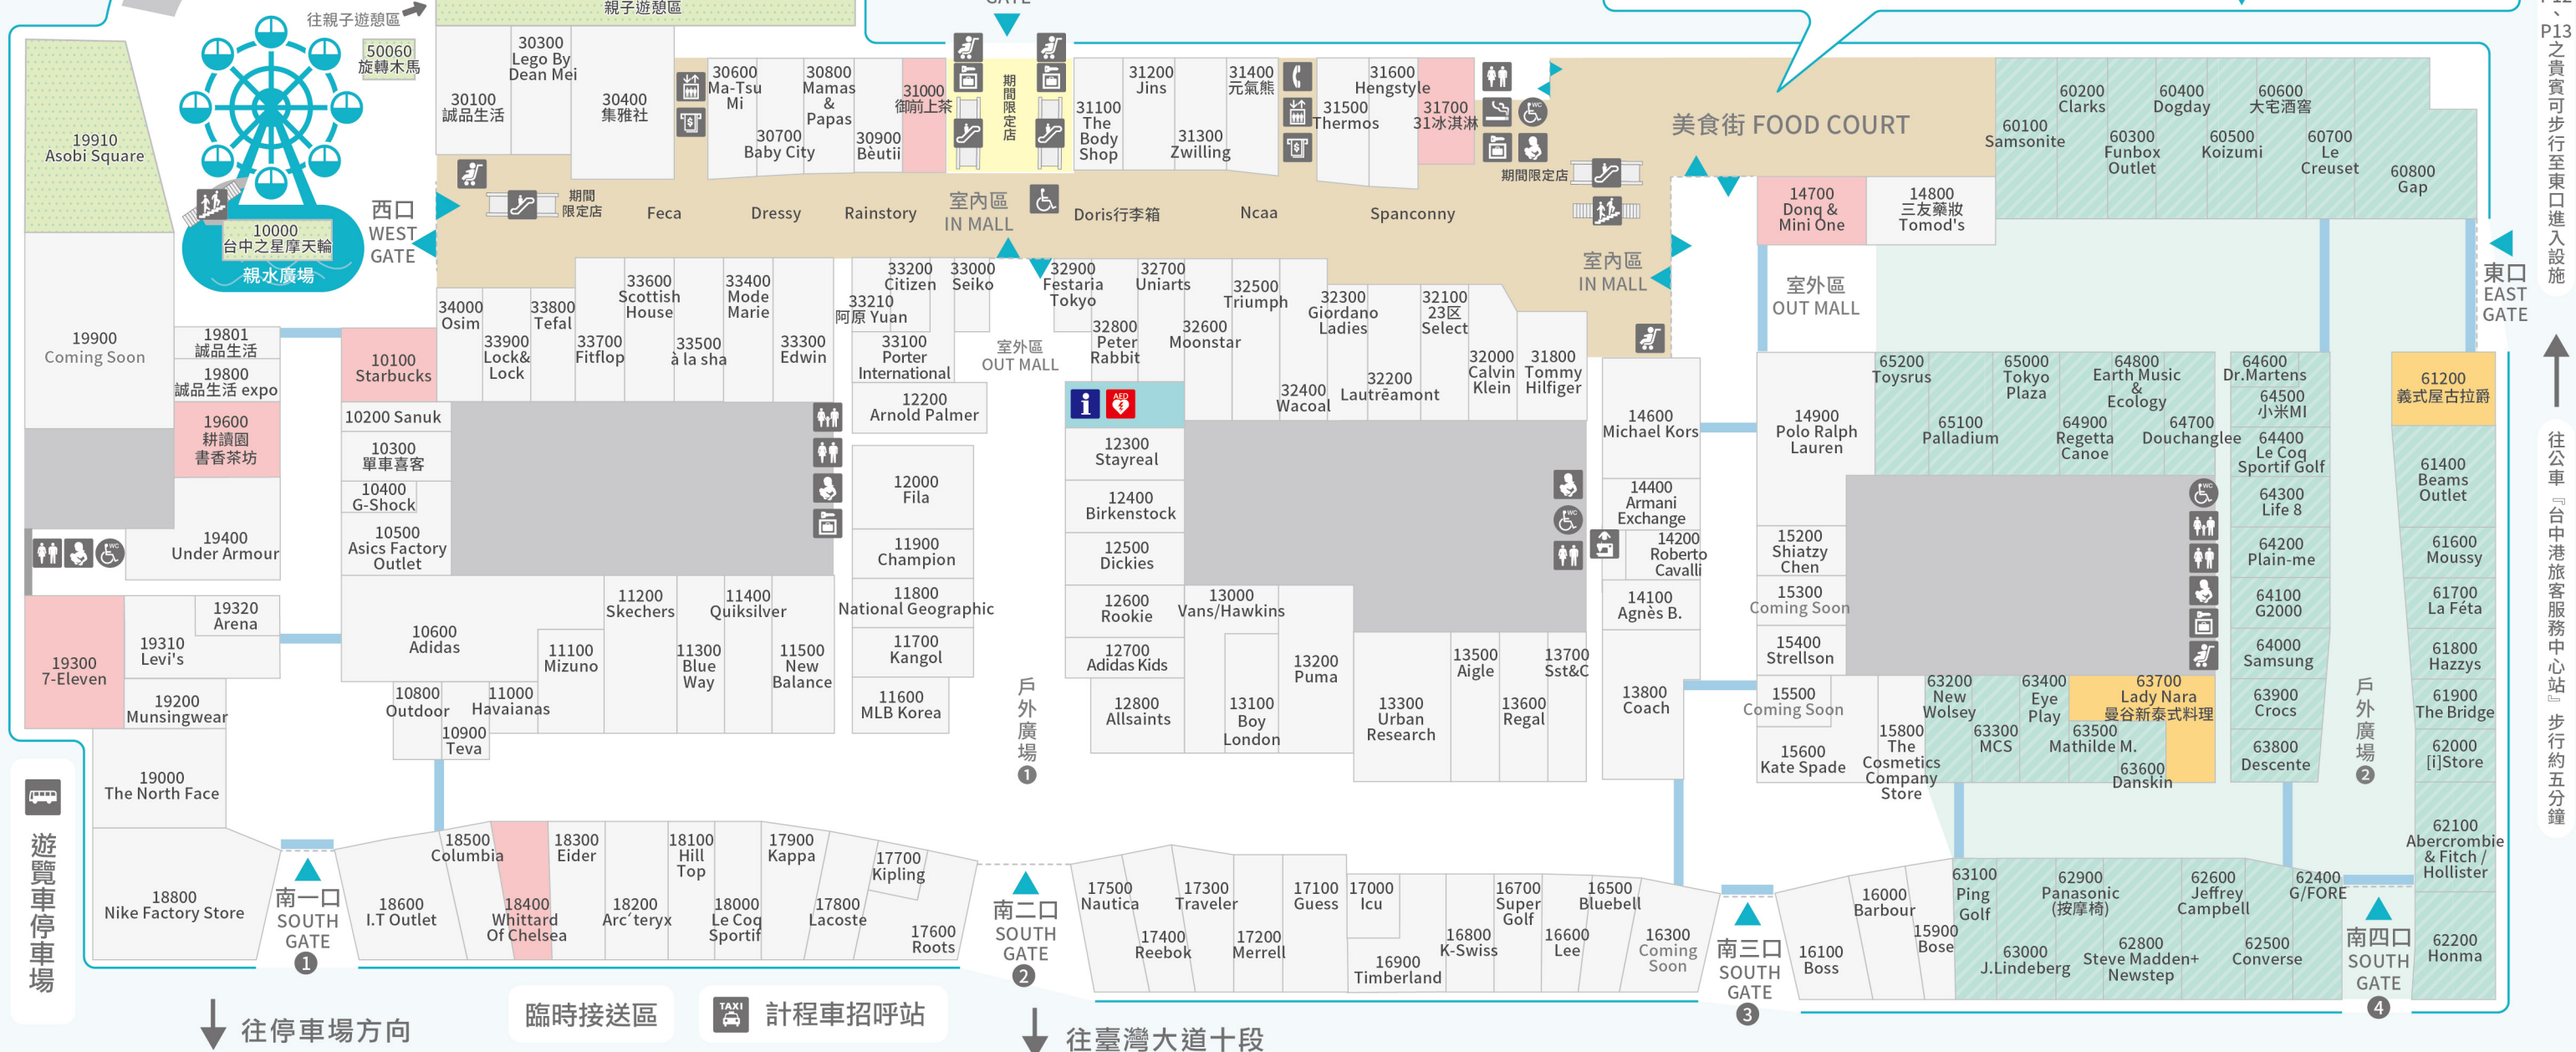 往親子遊憩區
親子遊憩區
GATE
50060
旋轉木馬
19910
Asobi Square
10000
台中之星摩天輪
親水廣場
西口
WEST
GATE
30100
誠品生活
30300
Lego By
Dean Mei
30400
集雅社
30600
Ma-Tsu
Mi
30700
Baby City
30800
Mamas
&
Papas
30900
Bèutii
31000
御前上茶
期間限定店
31100
The
Body
Shop
31200
Jins
31300
Zwilling
31400
元氣熊
31500
Thermos
31600
Hengstyle
31700
31冰淇淋
期間限定店
美食街 FOOD COURT
60100
Samsonite
60200
Clarks
60300
Funbox
Outlet
60400
Dogday
60500
Koizumi
60600
大宅酒窖
60700
Le
Creuset
60800
Gap
P13之貴賓可步行至東口進入設施
期間
限定店
Feca
Dressy
Rainstory
室內區
IN MALL
Doris行李箱
Ncaa
Spanconny
室內區
IN MALL
14700
Donq &
Mini One
14800
三友藥妝
Tomod's
室外區
OUT MALL
東口
EAST
GATE
往公車『台中港旅客服務中心站』步行約五分鐘
19900
Coming Soon
19801
誠品生活
19800
誠品生活 expo
19600
耕讀園
書香茶坊
19400
Under Armour
19320
Arena
19310
Levi's
19300
7-Eleven
19200
Munsingwear
19000
The North Face
18800
Nike Factory Store
10100
Starbucks
10200 Sanuk
10300
單車喜客
10400
G-Shock
10500
Asics Factory
Outlet
10600
Adidas
10800
Outdoor
10900
Teva
11000
Havaianas
11100
Mizuno
11200
Skechers
11300
Blue
Way
11400
Quiksilver
11500
New
Balance
34000
Osim
33900
Lock&
Lock
33800
Tefal
33700
Fitflop
33600
Scottish
House
33500
à la sha
33400
Mode
Marie
33300
Edwin
33210
阿原 Yuan
33200
Citizen
33100
Porter
International
33000
Seiko
室外區
OUT MALL
12200
Arnold Palmer
12000
Fila
11900
Champion
11800
National Geographic
11700
Kangol
11600
MLB Korea
戶外廣場
1
32900
Festaria
Tokyo
32800
Peter
Rabbit
32700
Uniarts
32600
Moonstar
32500
Triumph
32400
Wacoal
32300
Giordano
Ladies
32200
Lautrēamont
32100
23区
Select
32000
Calvin
Klein
31800
Tommy
Hilfiger
i
AED
12300
Stayreal
12400
Birkenstock
12500
Dickies
12600
Rookie
12700
Adidas Kids
12800
Allsaints
13000
Vans/Hawkins
13100
Boy
London
13200
Puma
13300
Urban
Research
13500
Aigle
13600
Regal
13700
Sst&C
14600
Michael Kors
14400
Armani
Exchange
14200
Roberto
Cavalli
14100
Agnès B.
13800
Coach
14900
Polo Ralph
Lauren
15200
Shiatzy
Chen
15300
Coming Soon
15400
Strellson
15500
Coming Soon
15600
Kate Spade
15800
The
Cosmetics
Company
Store
65200
Toysrus
65100
Palladium
65000
Tokyo
Plaza
64900
Regetta
Canoe
64800
Earth Music
&
Ecology
64700
Douchanglee
64600
Dr.Martens
64500
小米MI
64400
Le Coq
Sportif Golf
64300
Life 8
64200
Plain-me
64100
G2000
64000
Samsung
63900
Crocs
63800
Descente
63200
New
Wolsey
63300
MCS
63400
Eye
Play
63500
Mathilde M.
63600
Danskin
63700
Lady Nara
曼谷新泰式料理
戶外廣場
2
61200
義式屋古拉爵
61400
Beams
Outlet
61600
Moussy
61700
La Féta
61800
Hazzys
61900
The Bridge
62000
[i]Store
62100
Abercrombie
& Fitch /
Hollister
62200
Honma
遊覽車停車場
南一口
SOUTH
GATE
1
18600
I.T Outlet
18500
Columbia
18400
Whittard
Of Chelsea
18300
Eider
18200
Arc´teryx
18100
Hill
Top
18000
Le Coq
Sportif
17900
Kappa
17800
Lacoste
17700
Kipling
17600
Roots
南二口
SOUTH
GATE
2
17500
Nautica
17400
Reebok
17300
Traveler
17200
Merrell
17100
Guess
17000
Icu
16900
Timberland
16800
K-Swiss
16700
Super
Golf
16600
Lee
16500
Bluebell
16300
Coming
Soon
南三口
SOUTH
GATE
3
16100
Boss
16000
Barbour
15900
Bose
63100
Ping
Golf
63000
J.Lindeberg
62900
Panasonic
(按摩椅)
62800
Steve Madden+
Newstep
62600
Jeffrey
Campbell
62500
Converse
62400
G/FORE
南四口
SOUTH
GATE
4
往停車場方向
臨時接送區
TAXI
計程車招呼站
往臺灣大道十段